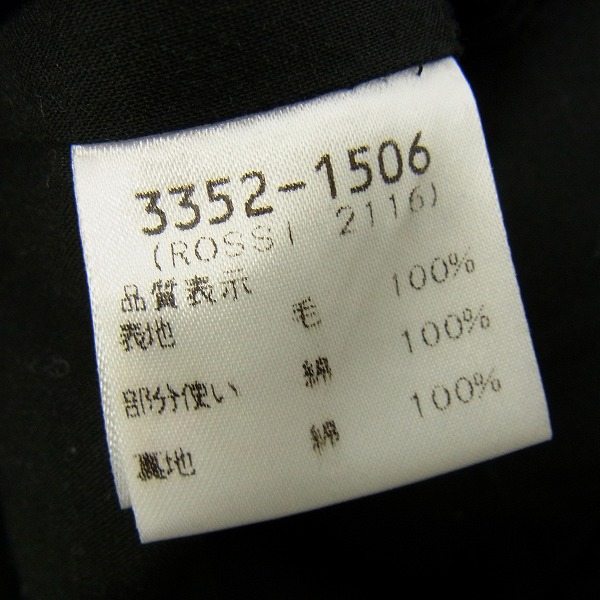 3352-1506
(ROSSI 2116)
品質表示
表地 毛 100%
部分使い 綿 100%
裏地 綿 100%